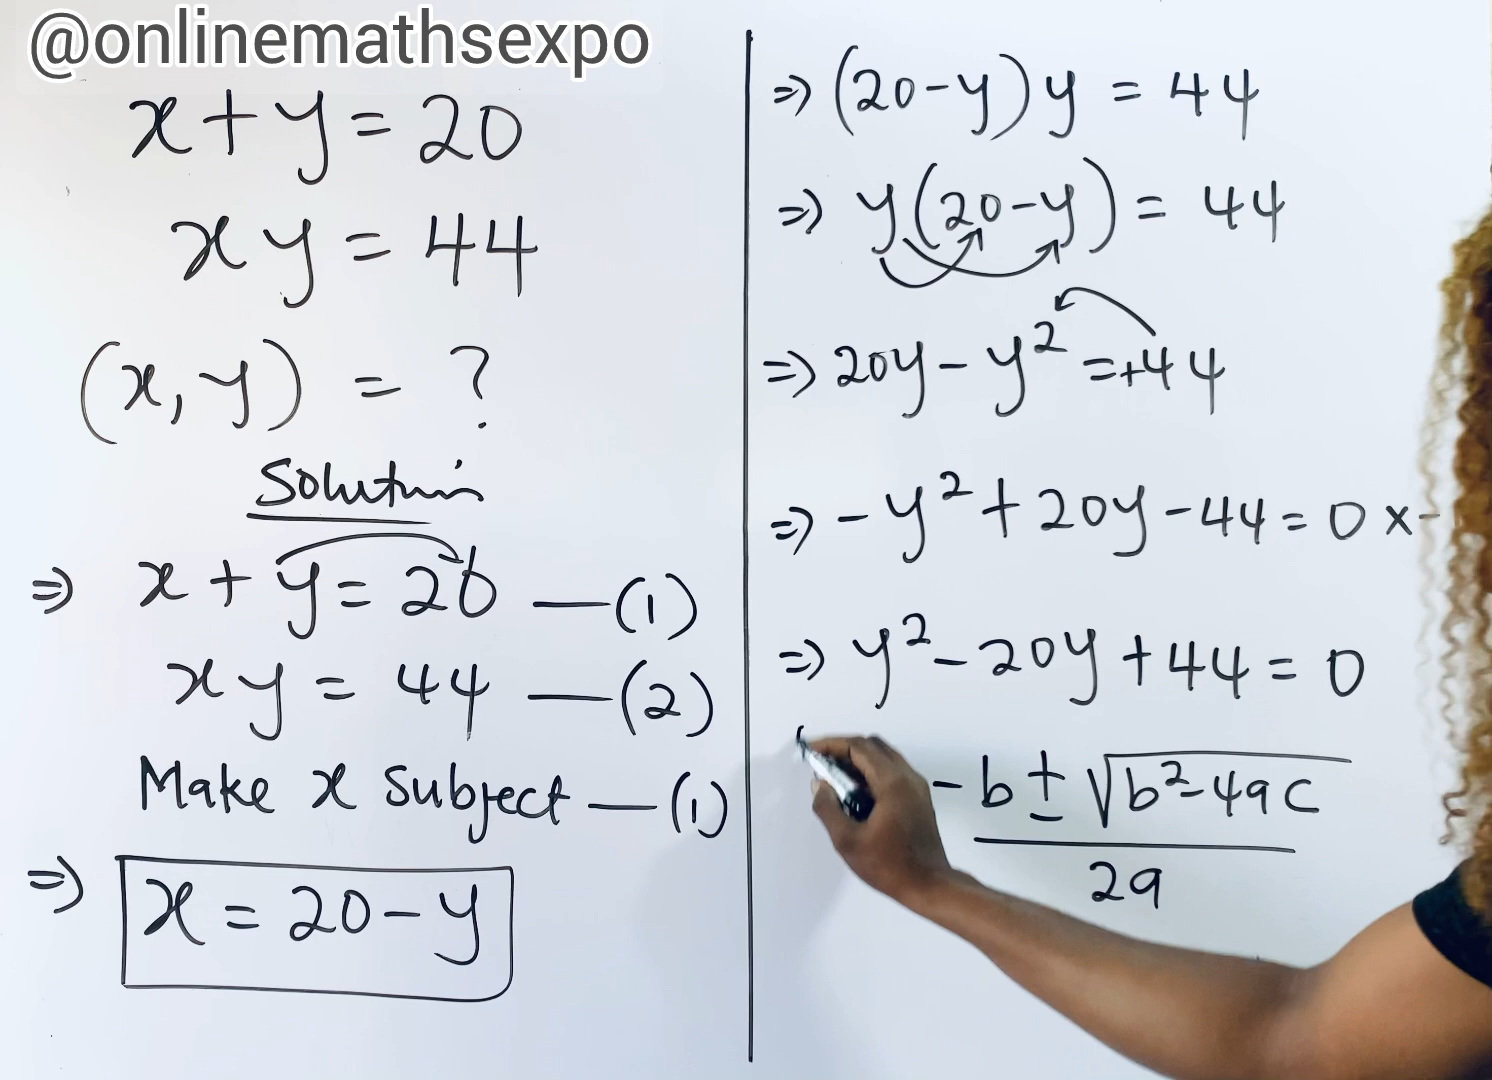 @onlinemathsexpo
x + y = 20
xy = 44
(x, y) = ?
Solution
⇒ x + y = 20 — (1)
xy = 44 — (2)
Make x subject — (1)
⇒ x = 20 - y
⇒ (20 - y) y = 44
⇒ y(20 - y) = 44
⇒ 20y - y² = +44
⇒ - y² + 20y - 44 = 0 x -
⇒ y² - 20y + 44 = 0
- b ± √b² - 4ac
2a